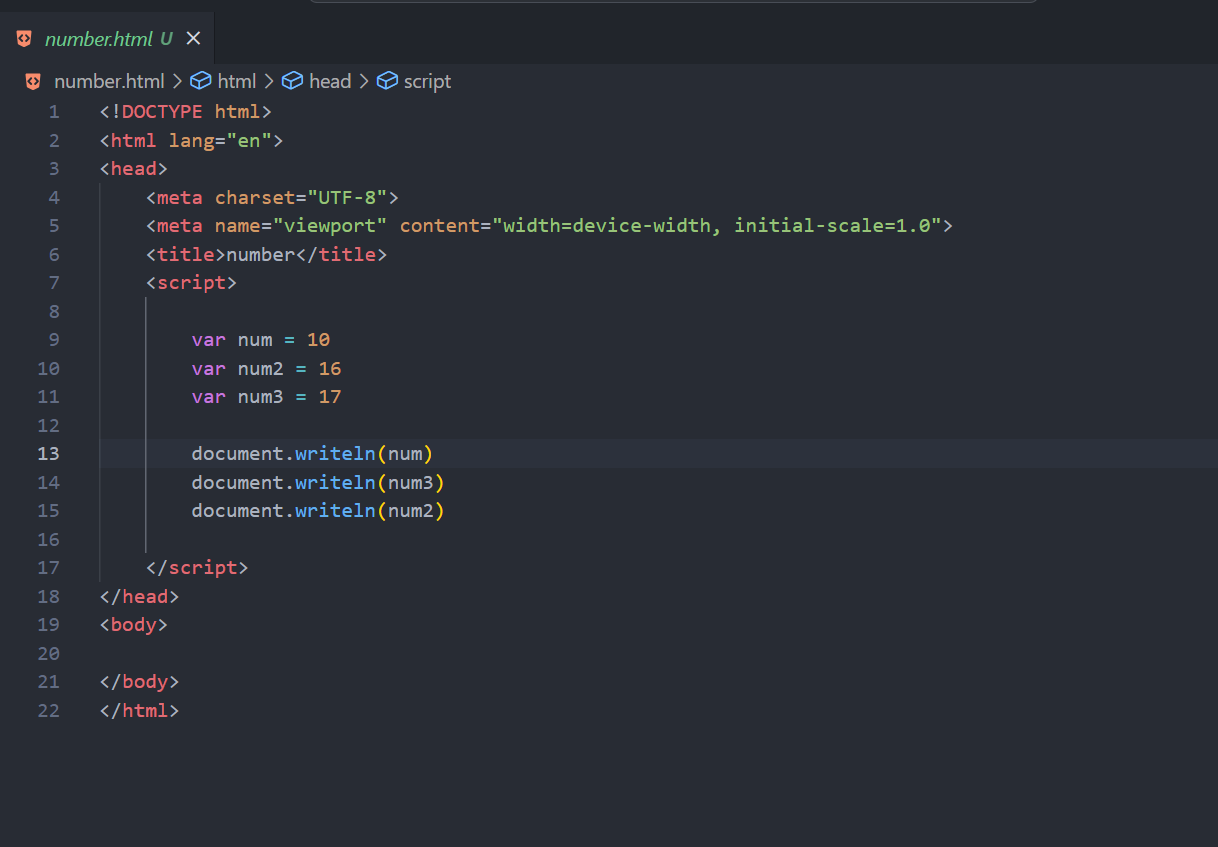 number.html U
number.html > html > head > script
1 <!DOCTYPE html>
2 <html lang="en">
3 <head>
4     <meta charset="UTF-8">
5     <meta name="viewport" content="width=device-width, initial-scale=1.0">
6     <title>number</title>
7     <script>
8
9         var num = 10
10         var num2 = 16
11         var num3 = 17
12
13         document.writeln(num)
14         document.writeln(num3)
15         document.writeln(num2)
16
17     </script>
18 </head>
19 <body>
20
21 </body>
22 </html>